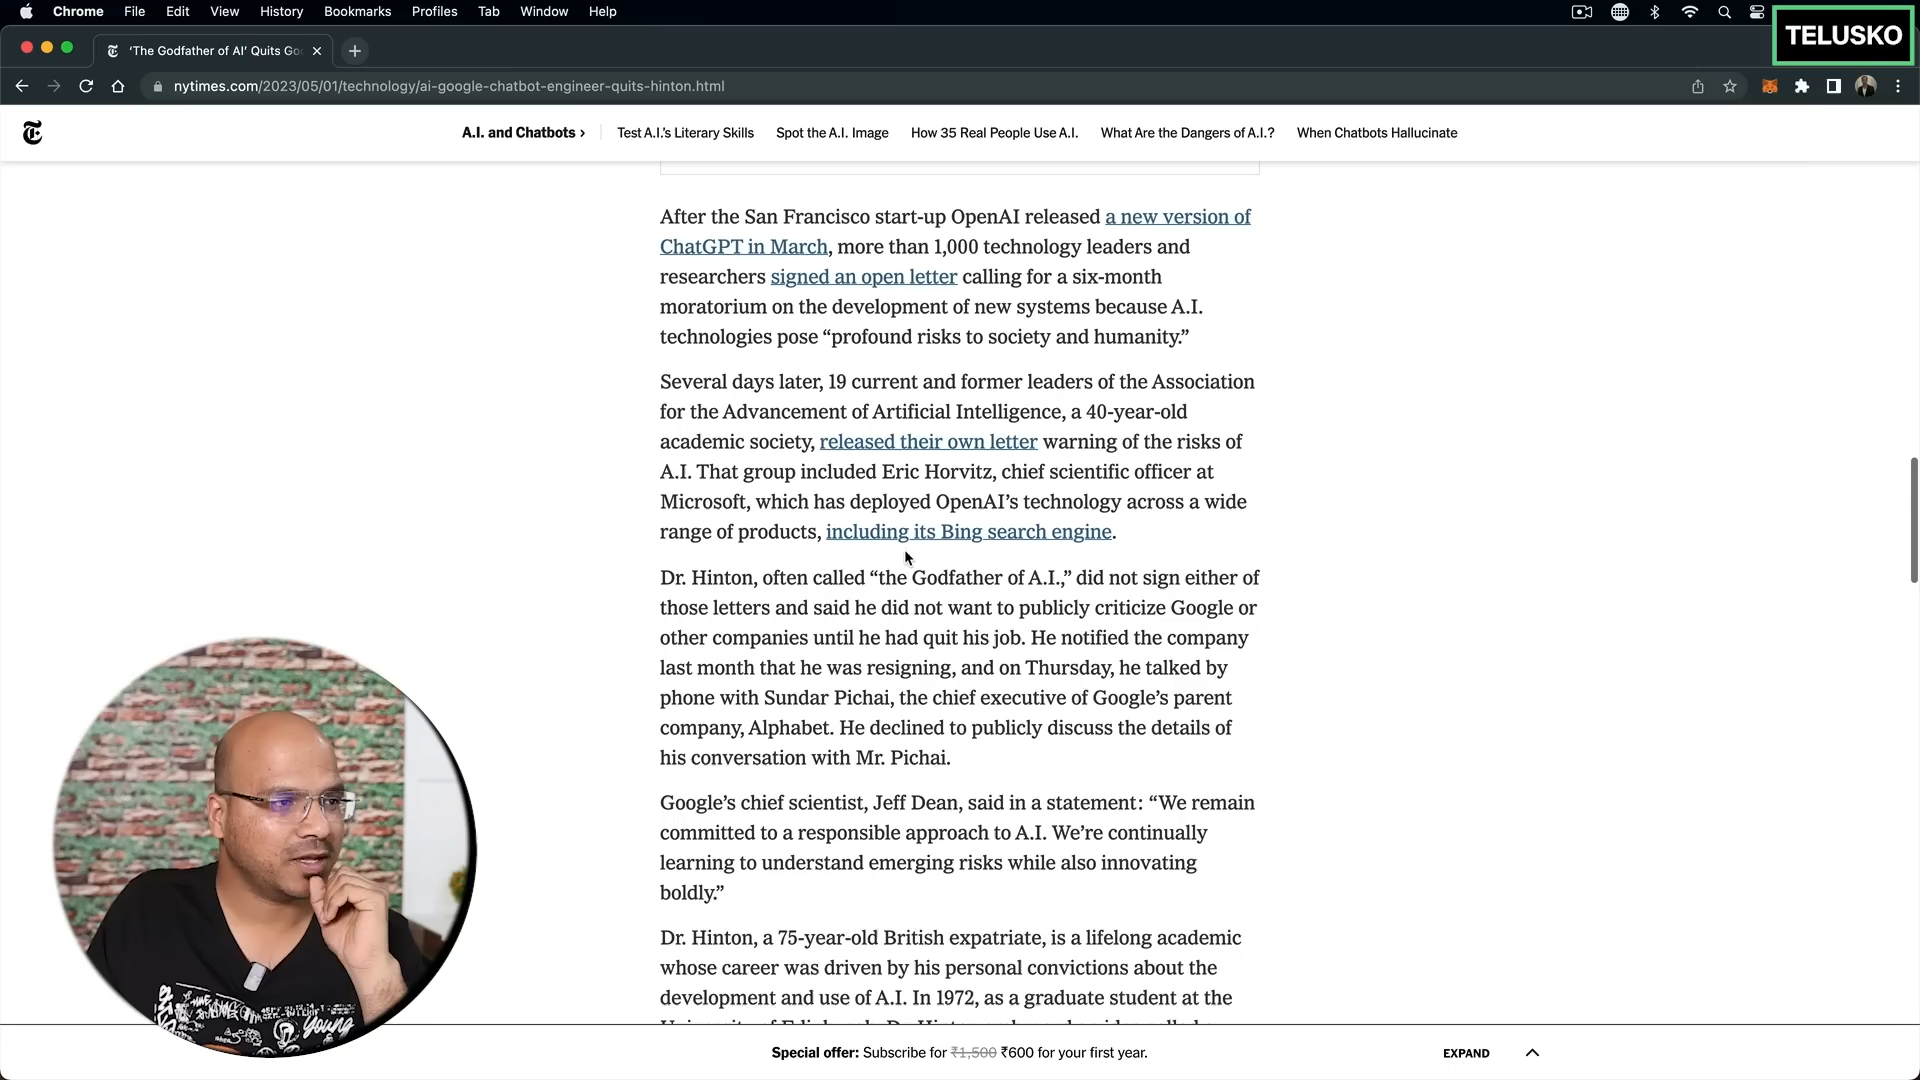 Chrome File Edit View History Bookmarks Profiles Tab Window Help
TELUSKO
'The Godfather of AI' Quits Go
nytimes.com/2023/05/01/technology/ai-google-chatbot-engineer-quits-hinton.html
A.I. and Chatbots › Test A.I.'s Literary Skills Spot the A.I. Image How 35 Real People Use A.I. What Are the Dangers of A.I.? When Chatbots Hallucinate
After the San Francisco start-up OpenAI released a new version of
ChatGPT in March, more than 1,000 technology leaders and
researchers signed an open letter calling for a six-month
moratorium on the development of new systems because A.I.
technologies pose “profound risks to society and humanity.”
Several days later, 19 current and former leaders of the Association
for the Advancement of Artificial Intelligence, a 40-year-old
academic society, released their own letter warning of the risks of
A.I. That group included Eric Horvitz, chief scientific officer at
Microsoft, which has deployed OpenAI’s technology across a wide
range of products, including its Bing search engine.
Dr. Hinton, often called “the Godfather of A.I.,” did not sign either of
those letters and said he did not want to publicly criticize Google or
other companies until he had quit his job. He notified the company
last month that he was resigning, and on Thursday, he talked by
phone with Sundar Pichai, the chief executive of Google’s parent
company, Alphabet. He declined to publicly discuss the details of
his conversation with Mr. Pichai.
Google’s chief scientist, Jeff Dean, said in a statement: “We remain
committed to a responsible approach to A.I. We’re continually
learning to understand emerging risks while also innovating
boldly.”
Dr. Hinton, a 75-year-old British expatriate, is a lifelong academic
whose career was driven by his personal convictions about the
development and use of A.I. In 1972, as a graduate student at the
Young
Special offer: Subscribe for ₹1,500 ₹600 for your first year.
EXPAND